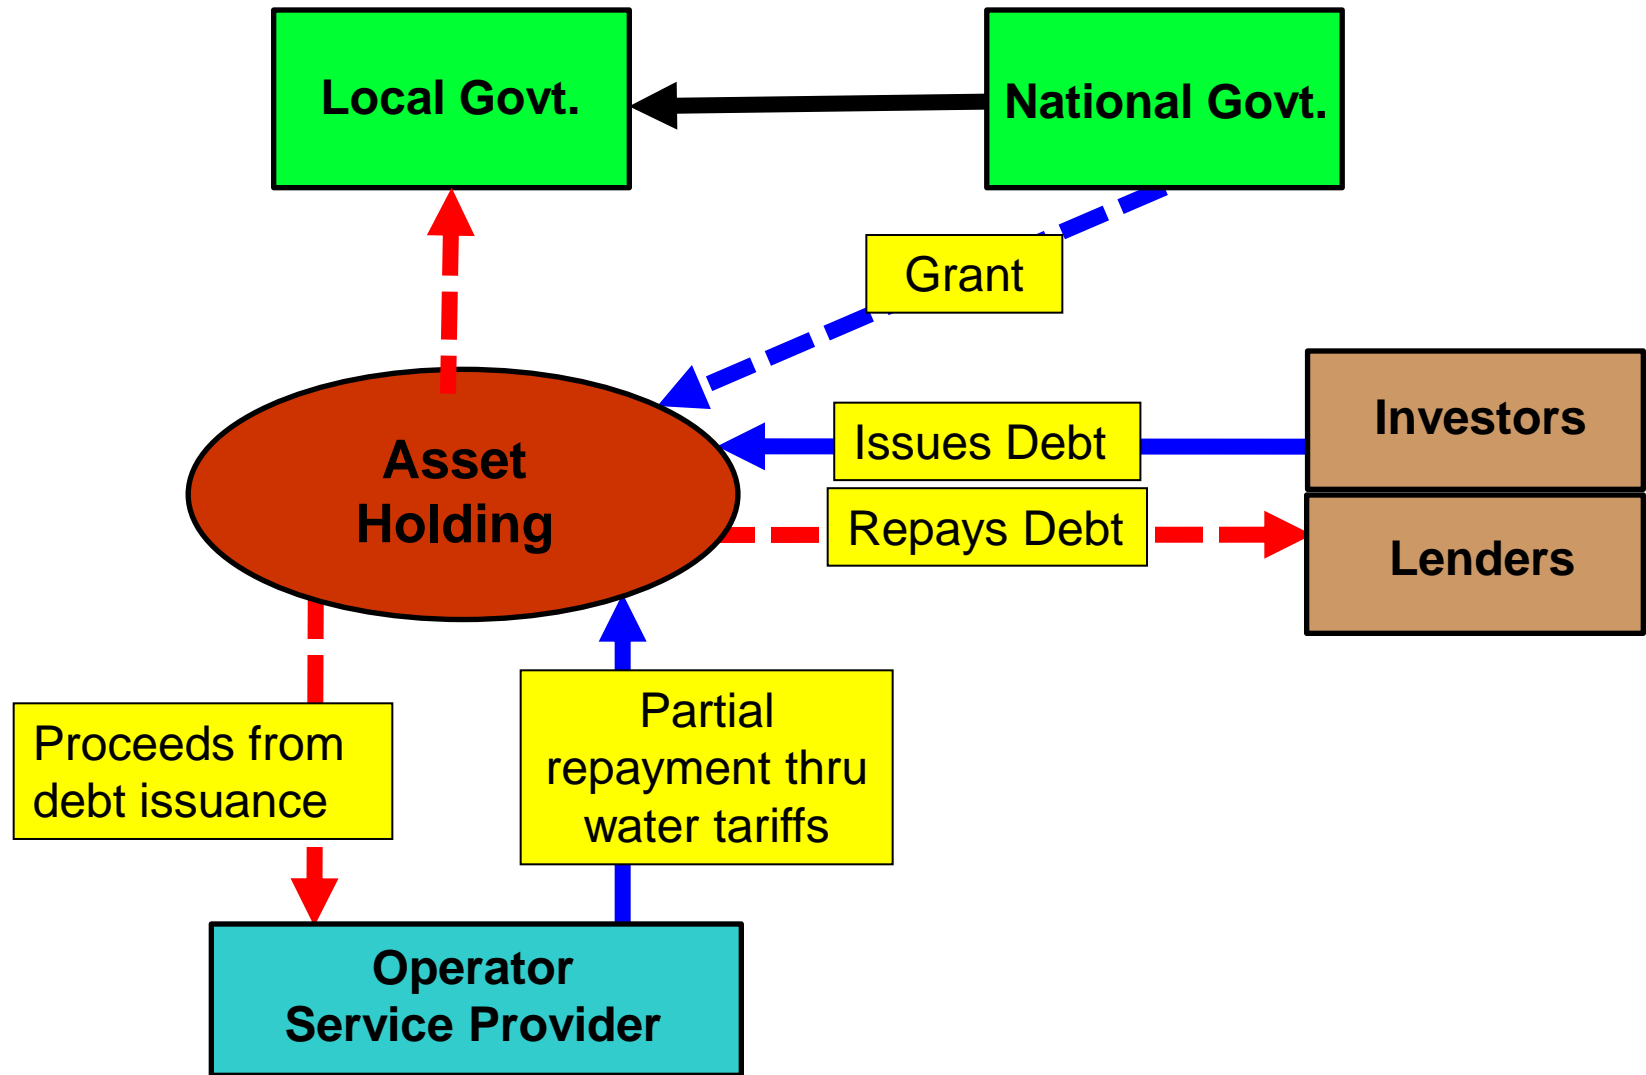 Local Govt.
National Govt.
Grant
Investors
Issues Debt
Asset
Holding
Repays Debt
Lenders
Partial
repayment thru
water tariffs
Proceeds from
debt issuance
Operator
Service Provider